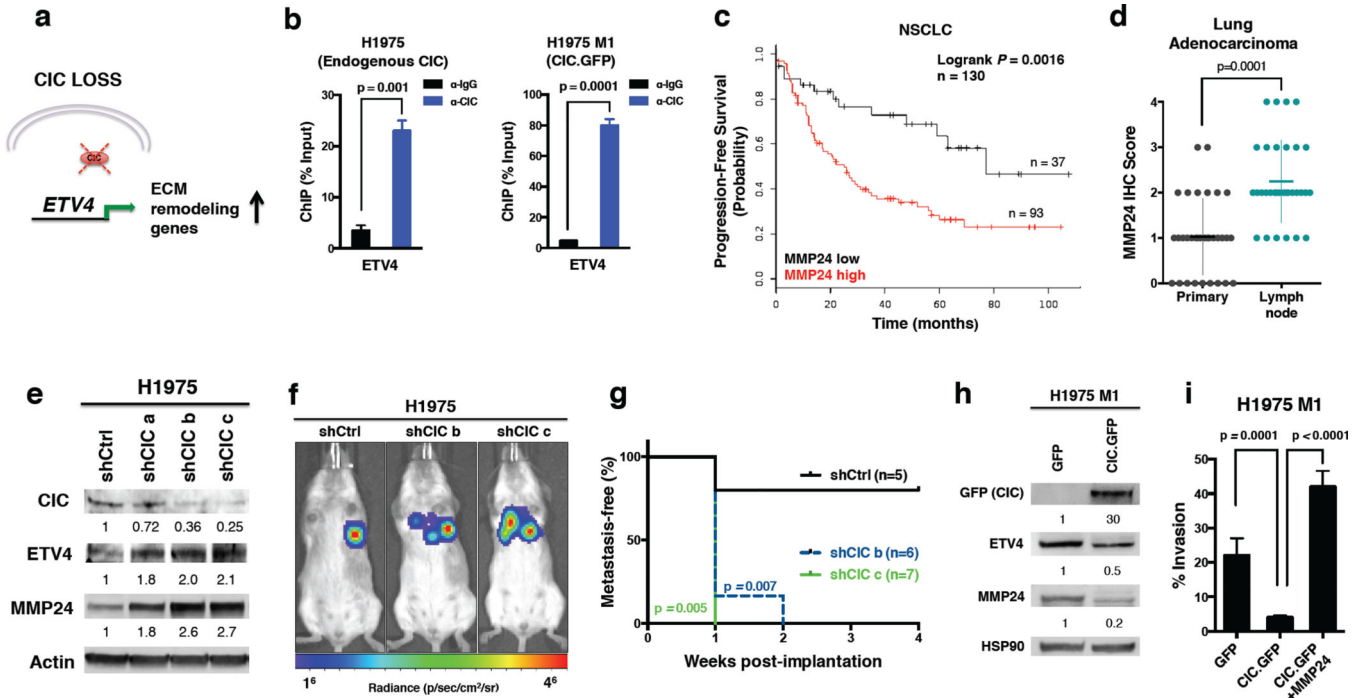 a
CIC LOSS
CIC
ETV4
ECM
remodeling
genes
b
H1975
(Endogenous CIC)
α-IgG
α-CIC
p = 0.001
ChIP (% Input)
30
20
10
0
ETV4
H1975 M1
(CIC.GFP)
α-IgG
α-CIC
p = 0.0001
ChIP (% Input)
100
80
60
40
20
0
ETV4
c
NSCLC
Logrank P = 0.0016
n = 130
Progression-Free Survival
(Probability)
1.0
0.8
0.6
0.4
0.2
0.0
n = 37
n = 93
MMP24 low
MMP24 high
0 20 40 60 80 100
Time (months)
d
Lung
Adenocarcinoma
p=0.0001
MMP24 IHC Score
4
3
2
1
0
Primary
Lymph
node
e
H1975
shCtrl
shCIC a
shCIC b
shCIC c
CIC
1 0.72 0.36 0.25
ETV4
1 1.8 2.0 2.1
MMP24
1 1.8 2.6 2.7
Actin
f
H1975
shCtrl shCIC b shCIC c
1⁶ Radiance (p/sec/cm²/sr) 4⁶
g
Metastasis-free (%)
100
50
0
shCtrl (n=5)
shCIC b (n=6)
shCIC c (n=7)
p = 0.007
p = 0.005
0 1 2 3 4
Weeks post-implantation
h
H1975 M1
GFP
CIC.GFP
GFP (CIC)
1 30
ETV4
1 0.5
MMP24
1 0.2
HSP90
i
H1975 M1
p = 0.0001
p < 0.0001
% Invasion
50
40
30
20
10
0
GFP
CIC.GFP
CIC.GFP
+MMP24